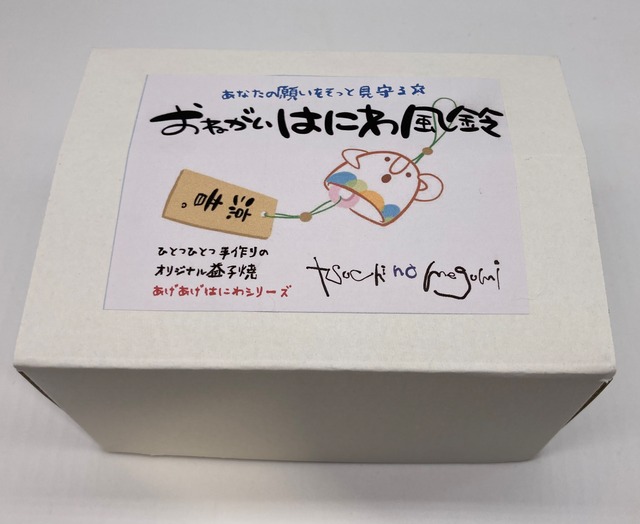 あなたの願いをそっと見守る☆
おねがいはにわ風鈴
ひとつひとつ手作りの
オリジナル益子焼
あげあげはにわシリーズ
tsuchi no megumi